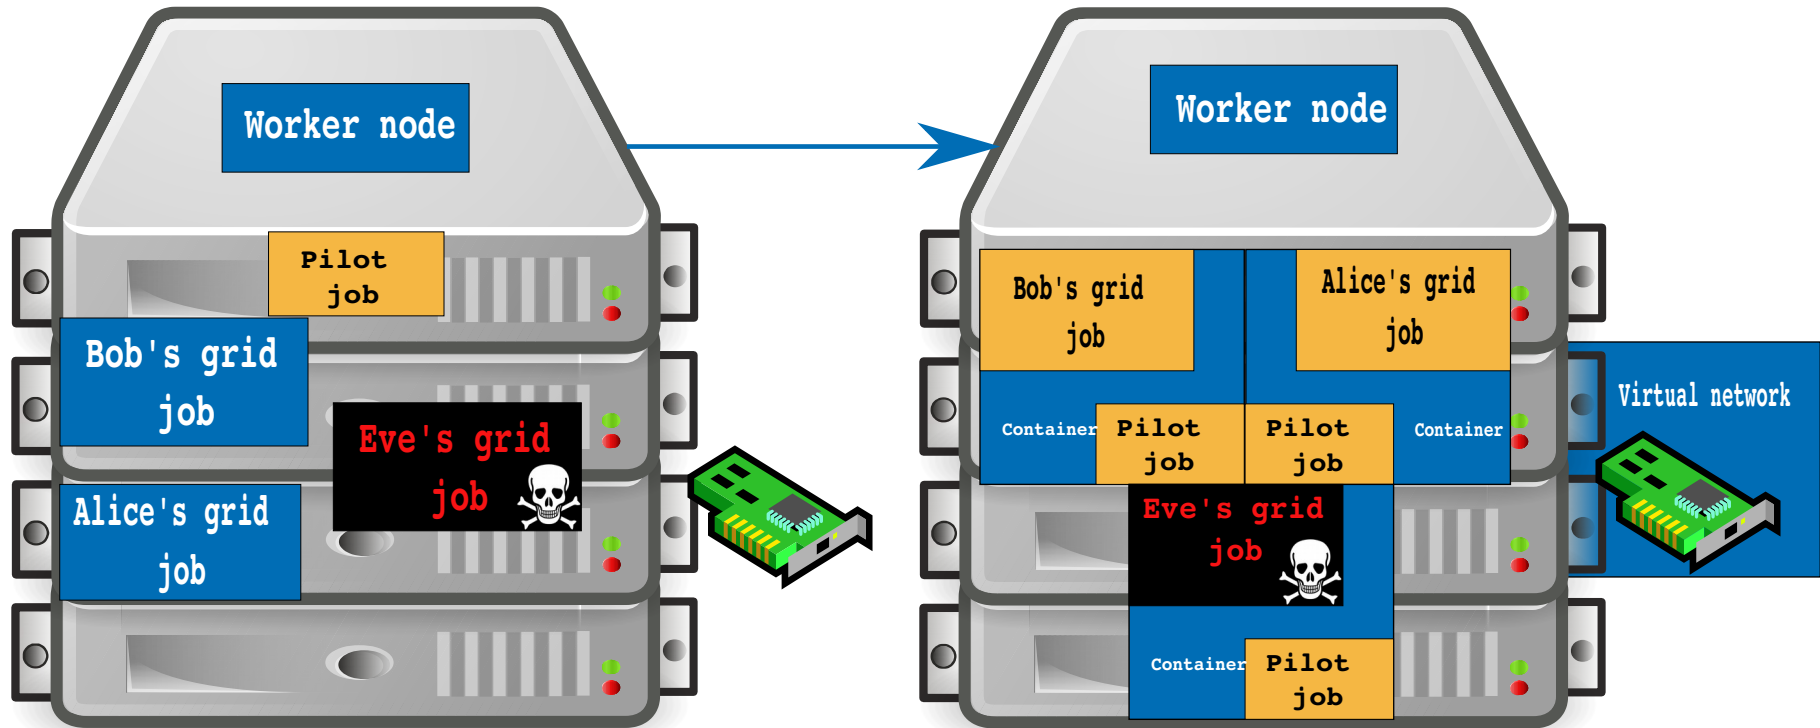 Worker node
Pilot
job
Bob's grid
job
Eve's grid
job
Alice's grid
job
Worker node
Bob's grid
job
Alice's grid
job
Container
Pilot
job
Pilot
job
Container
Virtual network
Eve's grid
job
Container
Pilot
job